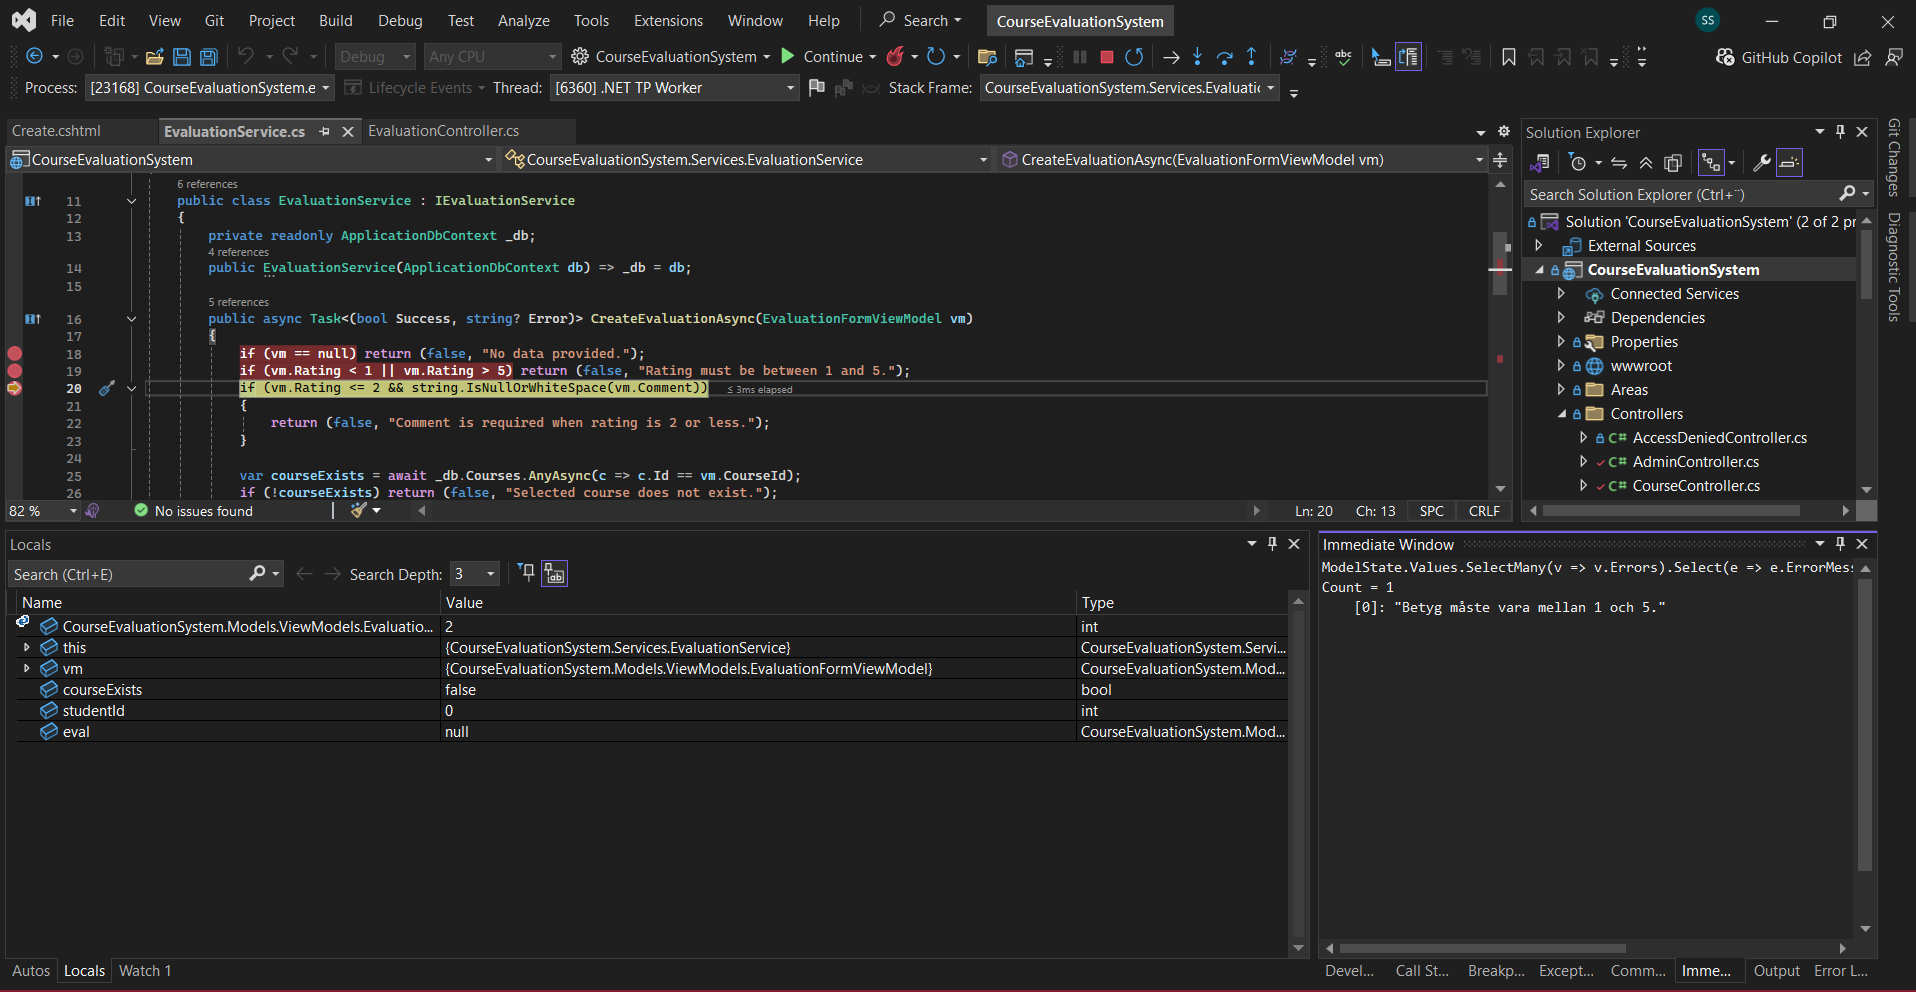 File Edit View Git Project Build Debug Test Analyze Tools Extensions Window Help Search CourseEvaluationSystem SS
Debug Any CPU CourseEvaluationSystem Continue abc GitHub Copilot
Process: [23168] CourseEvaluationSystem.e Lifecycle Events Thread: [6360] .NET TP Worker Stack Frame: CourseEvaluationSystem.Services.Evaluatic
Create.cshtml EvaluationService.cs EvaluationController.cs
CourseEvaluationSystem CourseEvaluationSystem.Services.EvaluationService CreateEvaluationAsync(EvaluationFormViewModel vm)
6 references
11 public class EvaluationService : IEvaluationService
12 {
13 private readonly ApplicationDbContext _db;
4 references
14 public EvaluationService(ApplicationDbContext db) => _db = db;
15
5 references
16 public async Task<(bool Success, string? Error)> CreateEvaluationAsync(EvaluationFormViewModel vm)
17 {
18 if (vm == null) return (false, "No data provided.");
19 if (vm.Rating < 1 || vm.Rating > 5) return (false, "Rating must be between 1 and 5.");
20 if (vm.Rating <= 2 && string.IsNullOrWhiteSpace(vm.Comment)) ≤ 3ms elapsed
21 {
22 return (false, "Comment is required when rating is 2 or less.");
23 }
24
25 var courseExists = await _db.Courses.AnyAsync(c => c.Id == vm.CourseId);
26 if (!courseExists) return (false, "Selected course does not exist.");
82 % No issues found Ln: 20 Ch: 13 SPC CRLF
Solution Explorer
Search Solution Explorer (Ctrl+¨)
Solution 'CourseEvaluationSystem' (2 of 2 pr
External Sources
CourseEvaluationSystem
Connected Services
Dependencies
Properties
wwwroot
Areas
Controllers
C# AccessDeniedController.cs
C# AdminController.cs
C# CourseController.cs
Git Changes
Diagnostic Tools
Locals
Search (Ctrl+E) Search Depth: 3
Name Value Type
CourseEvaluationSystem.Models.ViewModels.Evaluatio... 2 int
this {CourseEvaluationSystem.Services.EvaluationService} CourseEvaluationSystem.Servi...
vm {CourseEvaluationSystem.Models.ViewModels.EvaluationFormViewModel} CourseEvaluationSystem.Mod...
courseExists false bool
studentId 0 int
eval null CourseEvaluationSystem.Mod...
Autos Locals Watch 1
Immediate Window
ModelState.Values.SelectMany(v => v.Errors).Select(e => e.ErrorMess
Count = 1
[0]: "Betyg måste vara mellan 1 och 5."
Devel... Call St... Breakp... Except... Comm... Imme... Output Error L...